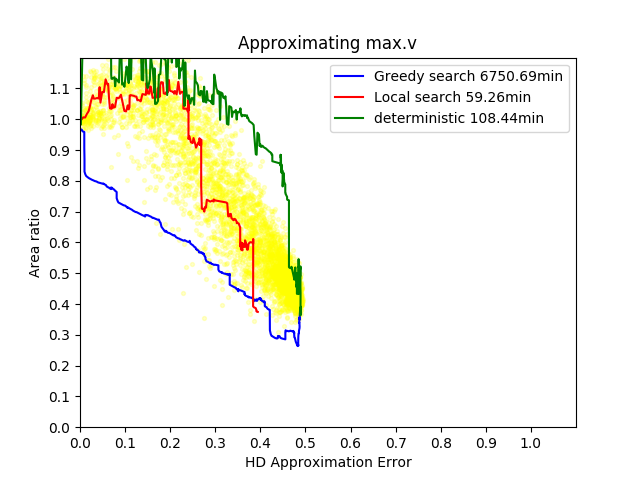 Approximating max.v
Greedy search 6750.69min
Local search 59.26min
deterministic 108.44min
Area ratio
1.1
1.0
0.9
0.8
0.7
0.6
0.5
0.4
0.3
0.2
0.1
0.0
0.0 0.1 0.2 0.3 0.4 0.5 0.6 0.7 0.8 0.9 1.0
HD Approximation Error